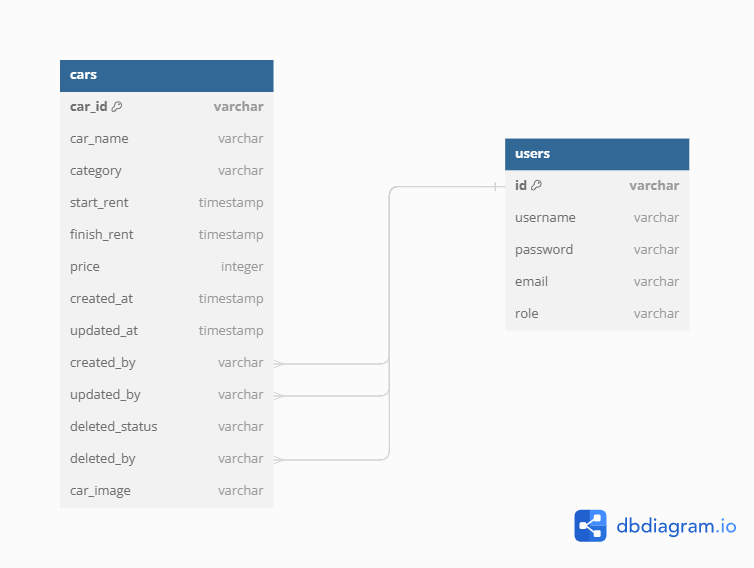 cars
car_id varchar
car_name varchar
category varchar
start_rent timestamp
finish_rent timestamp
price integer
created_at timestamp
updated_at timestamp
created_by varchar
updated_by varchar
deleted_status varchar
deleted_by varchar
car_image varchar
users
id varchar
username varchar
password varchar
email varchar
role varchar
dbdiagram.io